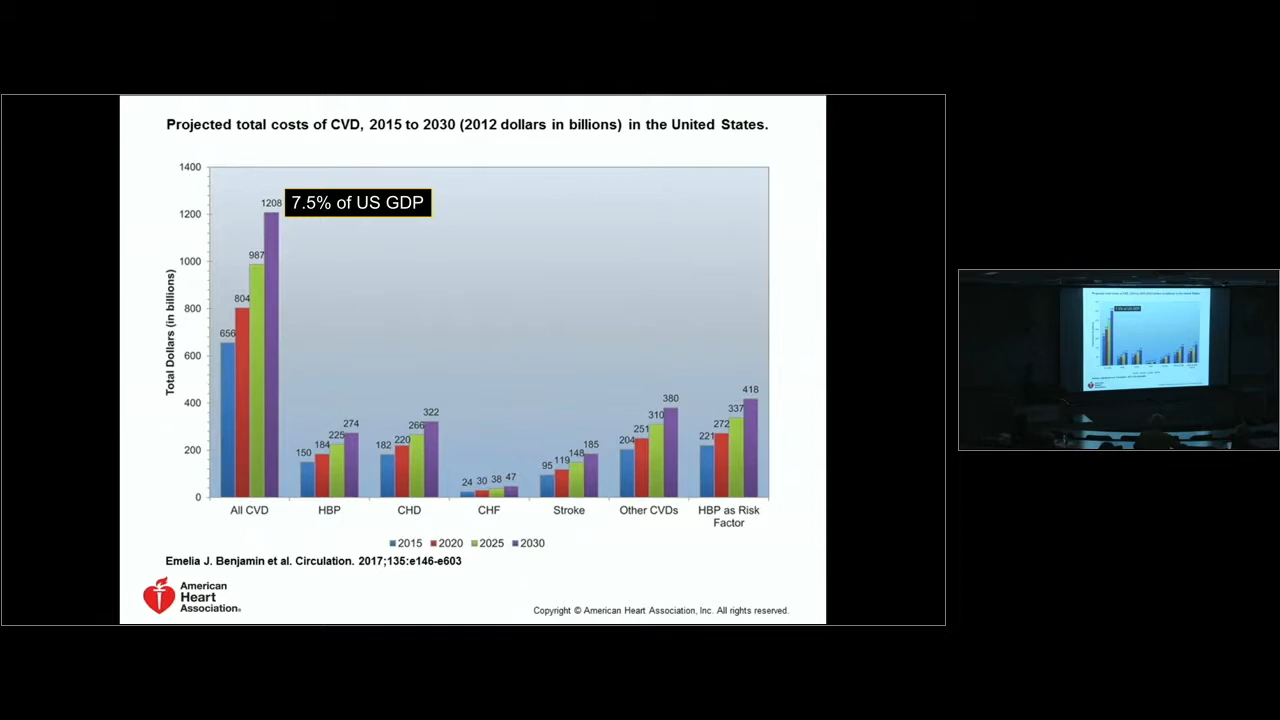 Projected total costs of CVD, 2015 to 2030 (2012 dollars in billions) in the United States.
1400
1200
1000
800
600
400
200
0
Total Dollars (in billions)
7.5% of US GDP
656
804
987
1208
150
184
225
274
182
220
266
322
24
30
38
47
95
119
148
185
204
251
310
380
221
272
337
418
All CVD
HBP
CHD
CHF
Stroke
Other CVDs
HBP as Risk
Factor
2015
2020
2025
2030
Emelia J. Benjamin et al. Circulation. 2017;135:e146-e603
American
Heart
Association®
Copyright © American Heart Association, Inc. All rights reserved.
7.5% of US GDP